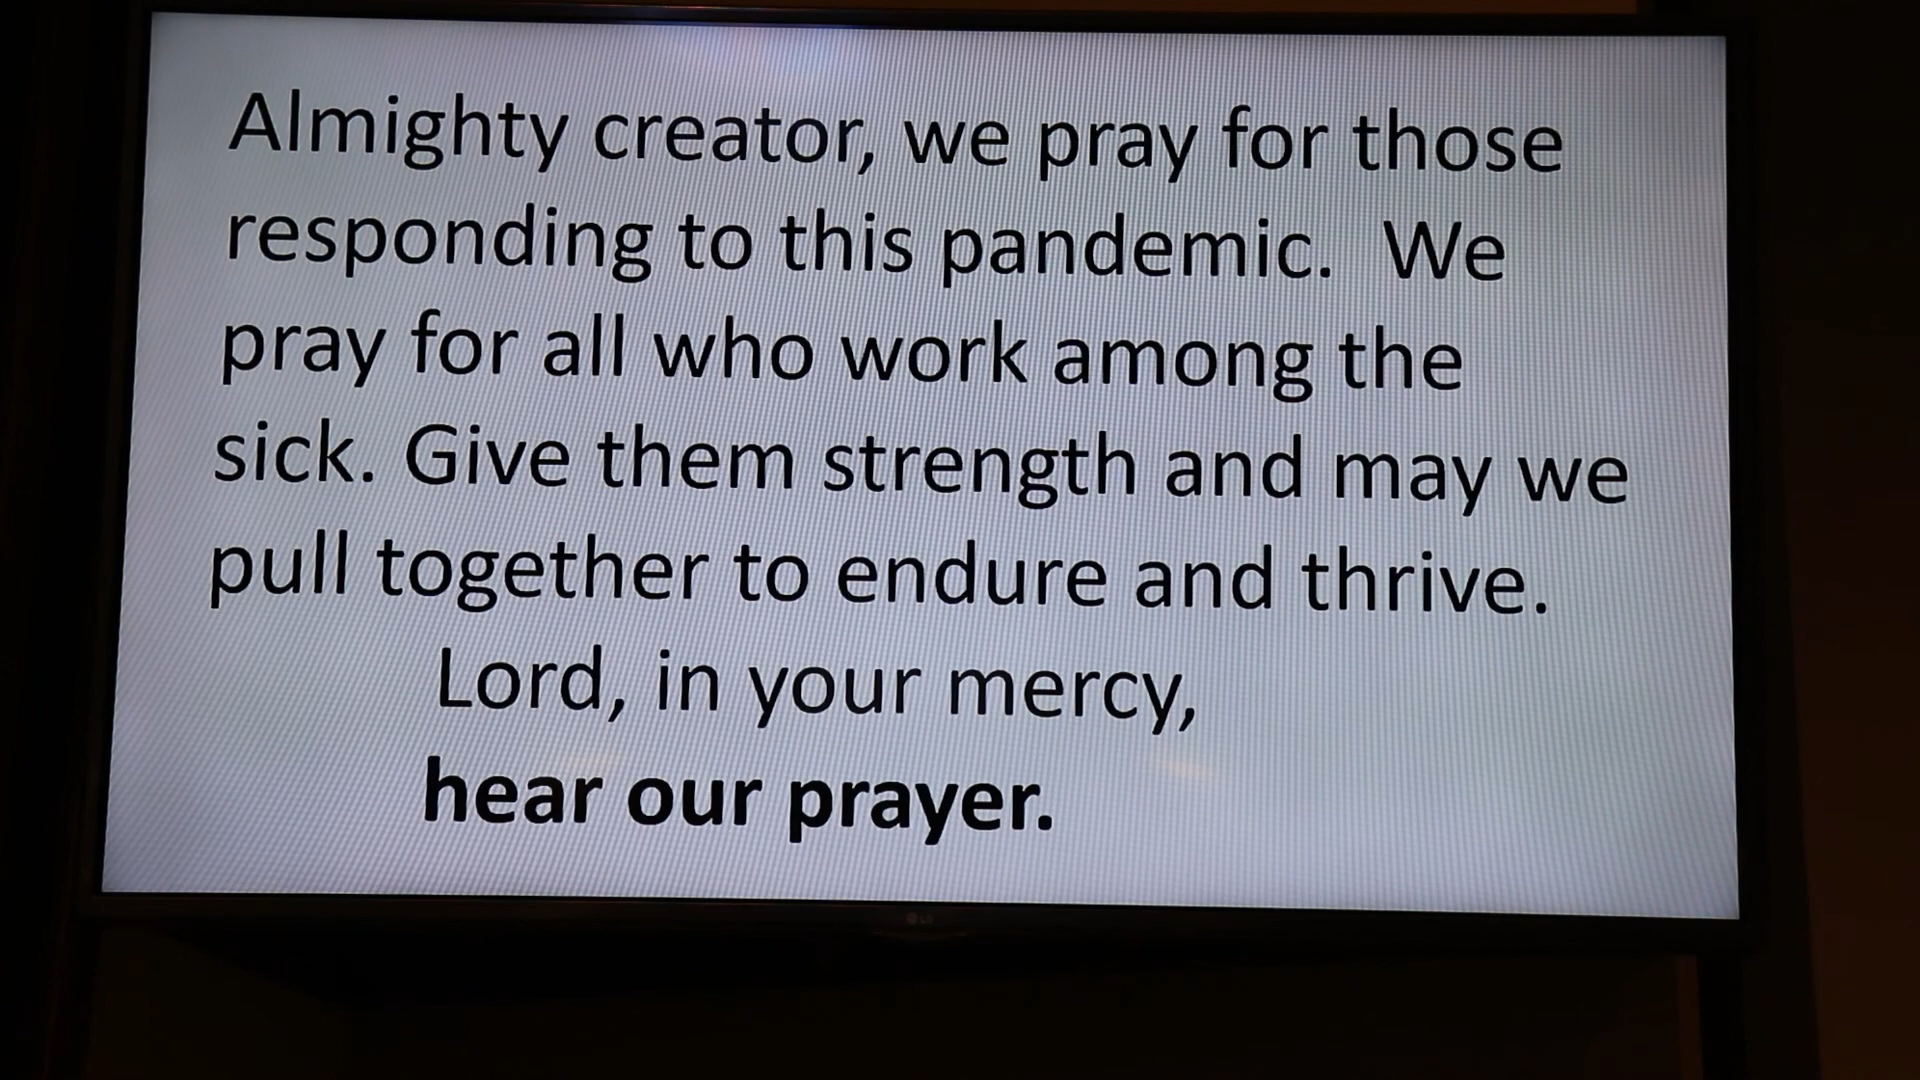 Almighty creator, we pray for those
responding to this pandemic.  We
pray for all who work among the
sick. Give them strength and may we
pull together to endure and thrive.
Lord, in your mercy,
hear our prayer.
LG